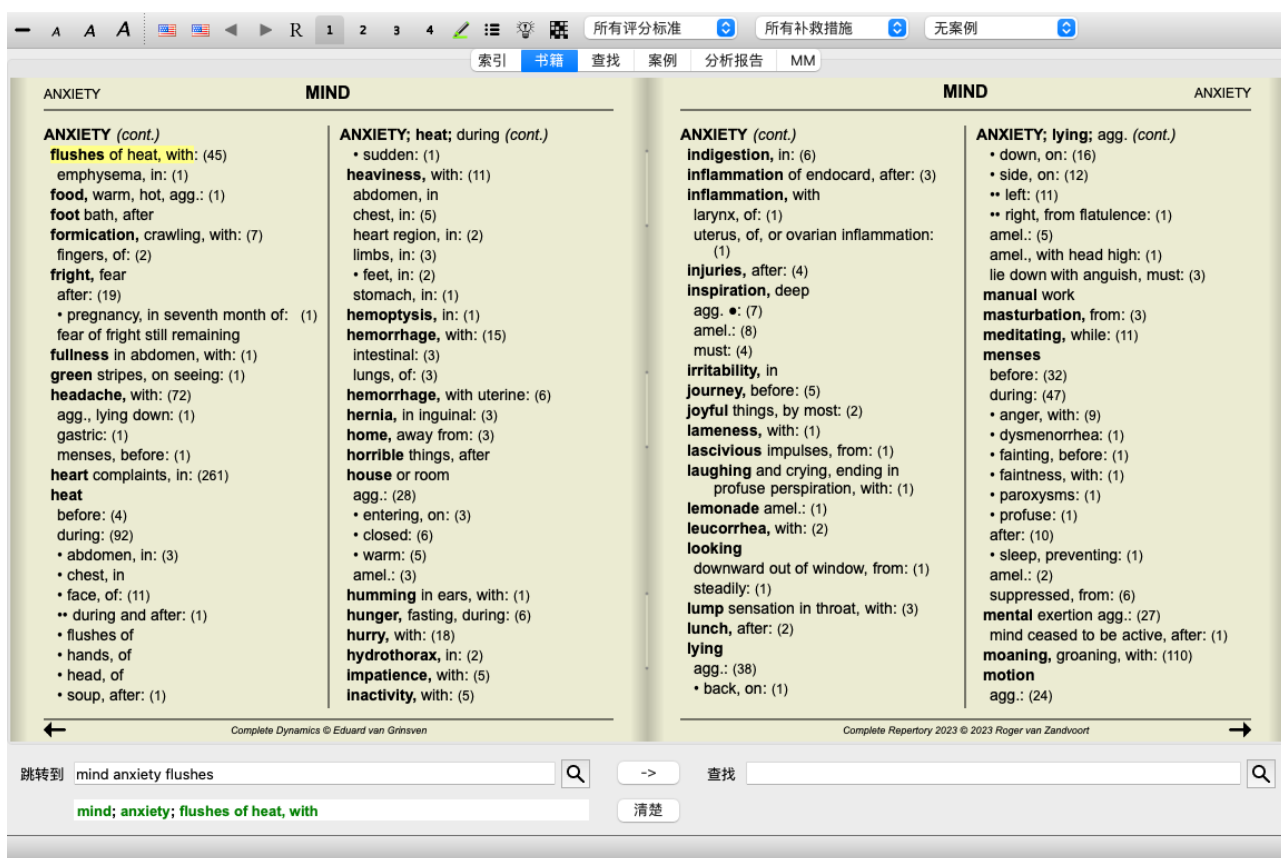 A A A R 1 2 3 4 所有评分标准 所有补救措施 无案例
索引 书籍 查找 案例 分析报告 MM
ANXIETY MIND
ANXIETY (cont.)
flushes of heat, with: (45)
emphysema, in: (1)
food, warm, hot, agg.: (1)
foot bath, after
formication, crawling, with: (7)
fingers, of: (2)
fright, fear
after: (19)
• pregnancy, in seventh month of: (1)
fear of fright still remaining
fullness in abdomen, with: (1)
green stripes, on seeing: (1)
headache, with: (72)
agg., lying down: (1)
gastric: (1)
menses, before: (1)
heart complaints, in: (261)
heat
before: (4)
during: (92)
• abdomen, in: (3)
• chest, in
• face, of: (11)
•• during and after: (1)
• flushes of
• hands, of
• head, of
• soup, after: (1)
ANXIETY; heat; during (cont.)
• sudden: (1)
heaviness, with: (11)
abdomen, in
chest, in: (5)
heart region, in: (2)
limbs, in: (3)
• feet, in: (2)
stomach, in: (1)
hemoptysis, in: (1)
hemorrhage, with: (15)
intestinal: (3)
lungs, of: (3)
hemorrhage, with uterine: (6)
hernia, in inguinal: (3)
home, away from: (3)
horrible things, after
house or room
agg.: (28)
• entering, on: (3)
• closed: (6)
• warm: (5)
amel.: (3)
humming in ears, with: (1)
hunger, fasting, during: (6)
hurry, with: (18)
hydrothorax, in: (2)
impatience, with: (5)
inactivity, with: (5)
Complete Dynamics © Eduard van Grinsven
MIND ANXIETY
ANXIETY (cont.)
indigestion, in: (6)
inflammation of endocard, after: (3)
inflammation, with
larynx, of: (1)
uterus, of, or ovarian inflammation:
(1)
injuries, after: (4)
inspiration, deep
agg. ●: (7)
amel.: (8)
must: (4)
irritability, in
journey, before: (5)
joyful things, by most: (2)
lameness, with: (1)
lascivious impulses, from: (1)
laughing and crying, ending in
profuse perspiration, with: (1)
lemonade amel.: (1)
leucorrhea, with: (2)
looking
downward out of window, from: (1)
steadily: (1)
lump sensation in throat, with: (3)
lunch, after: (2)
lying
agg.: (38)
• back, on: (1)
ANXIETY; lying; agg. (cont.)
• down, on: (16)
• side, on: (12)
•• left: (11)
•• right, from flatulence: (1)
amel.: (5)
amel., with head high: (1)
lie down with anguish, must: (3)
manual work
masturbation, from: (3)
meditating, while: (11)
menses
before: (32)
during: (47)
• anger, with: (9)
• dysmenorrhea: (1)
• fainting, before: (1)
• faintness, with: (1)
• paroxysms: (1)
• profuse: (1)
after: (10)
• sleep, preventing: (1)
amel.: (2)
suppressed, from: (6)
mental exertion agg.: (27)
mind ceased to be active, after: (1)
moaning, groaning, with: (110)
motion
agg.: (24)
Complete Repertory 2023 © 2023 Roger van Zandvoort
跳转到 mind anxiety flushes -> 查找
mind; anxiety; flushes of heat, with 清楚